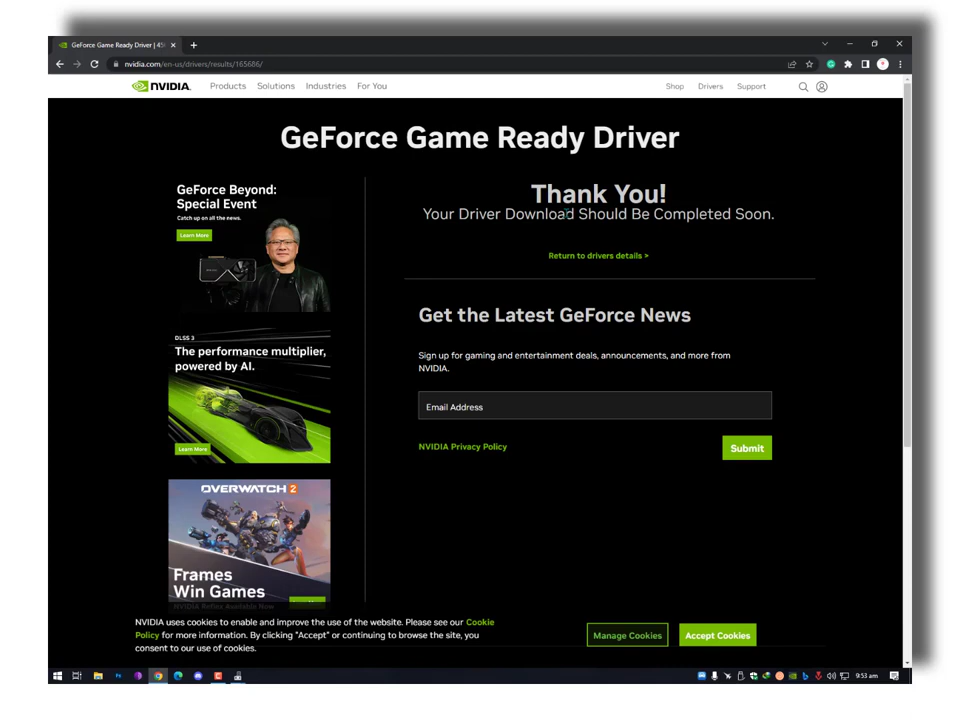 GeForce Game Ready Driver | 45
nvidia.com/en-us/drivers/results/165686/
NVIDIA. Products Solutions Industries For You Shop Drivers Support
GeForce Game Ready Driver
GeForce Beyond:
Special Event
Catch up on all the news.
Learn More
DLSS 3
The performance multiplier,
powered by AI.
Learn More
OVERWATCH 2
Frames
Win Games
NVIDIA Reflex Available Now
Thank You!
Your Driver Download Should Be Completed Soon.
Return to drivers details >
Get the Latest GeForce News
Sign up for gaming and entertainment deals, announcements, and more from
NVIDIA.
Email Address
NVIDIA Privacy Policy
Submit
NVIDIA uses cookies to enable and improve the use of the website. Please see our Cookie
Policy for more information. By clicking "Accept" or continuing to browse the site, you
consent to our use of cookies.
Manage Cookies Accept Cookies
9:53 am